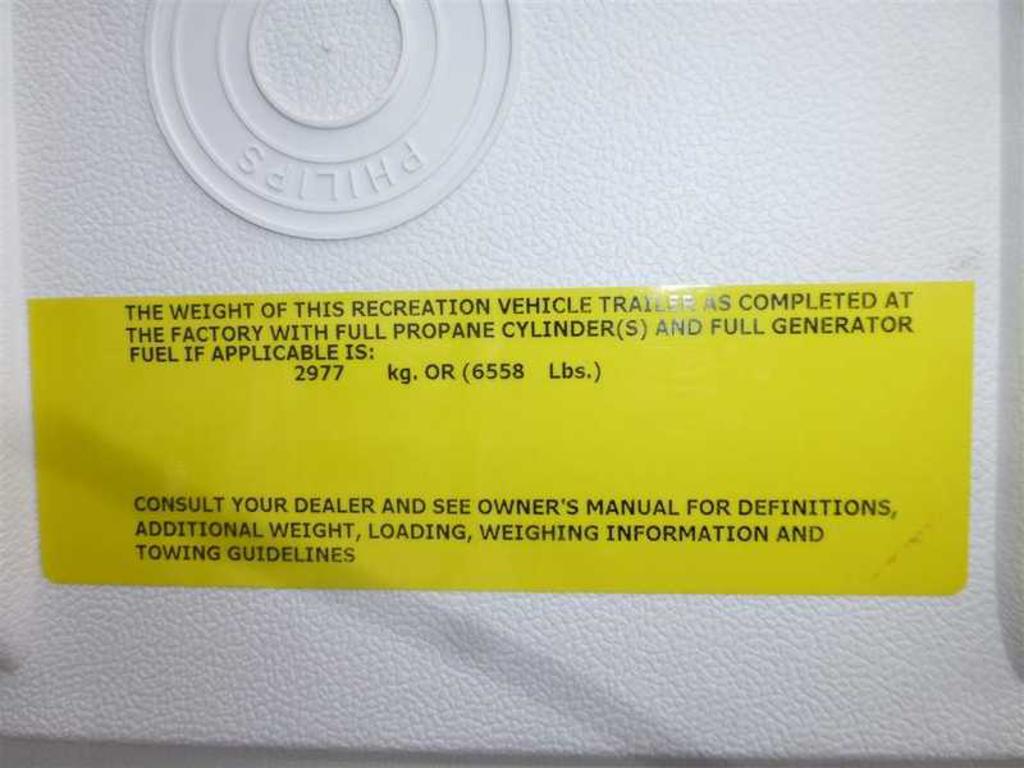 PHILIPS
THE WEIGHT OF THIS RECREATION VEHICLE TRAILER AS COMPLETED AT
THE FACTORY WITH FULL PROPANE CYLINDER(S) AND FULL GENERATOR
FUEL IF APPLICABLE IS:
2977 kg. OR (6558 Lbs.)
CONSULT YOUR DEALER AND SEE OWNER'S MANUAL FOR DEFINITIONS,
ADDITIONAL WEIGHT, LOADING, WEIGHING INFORMATION AND
TOWING GUIDELINES